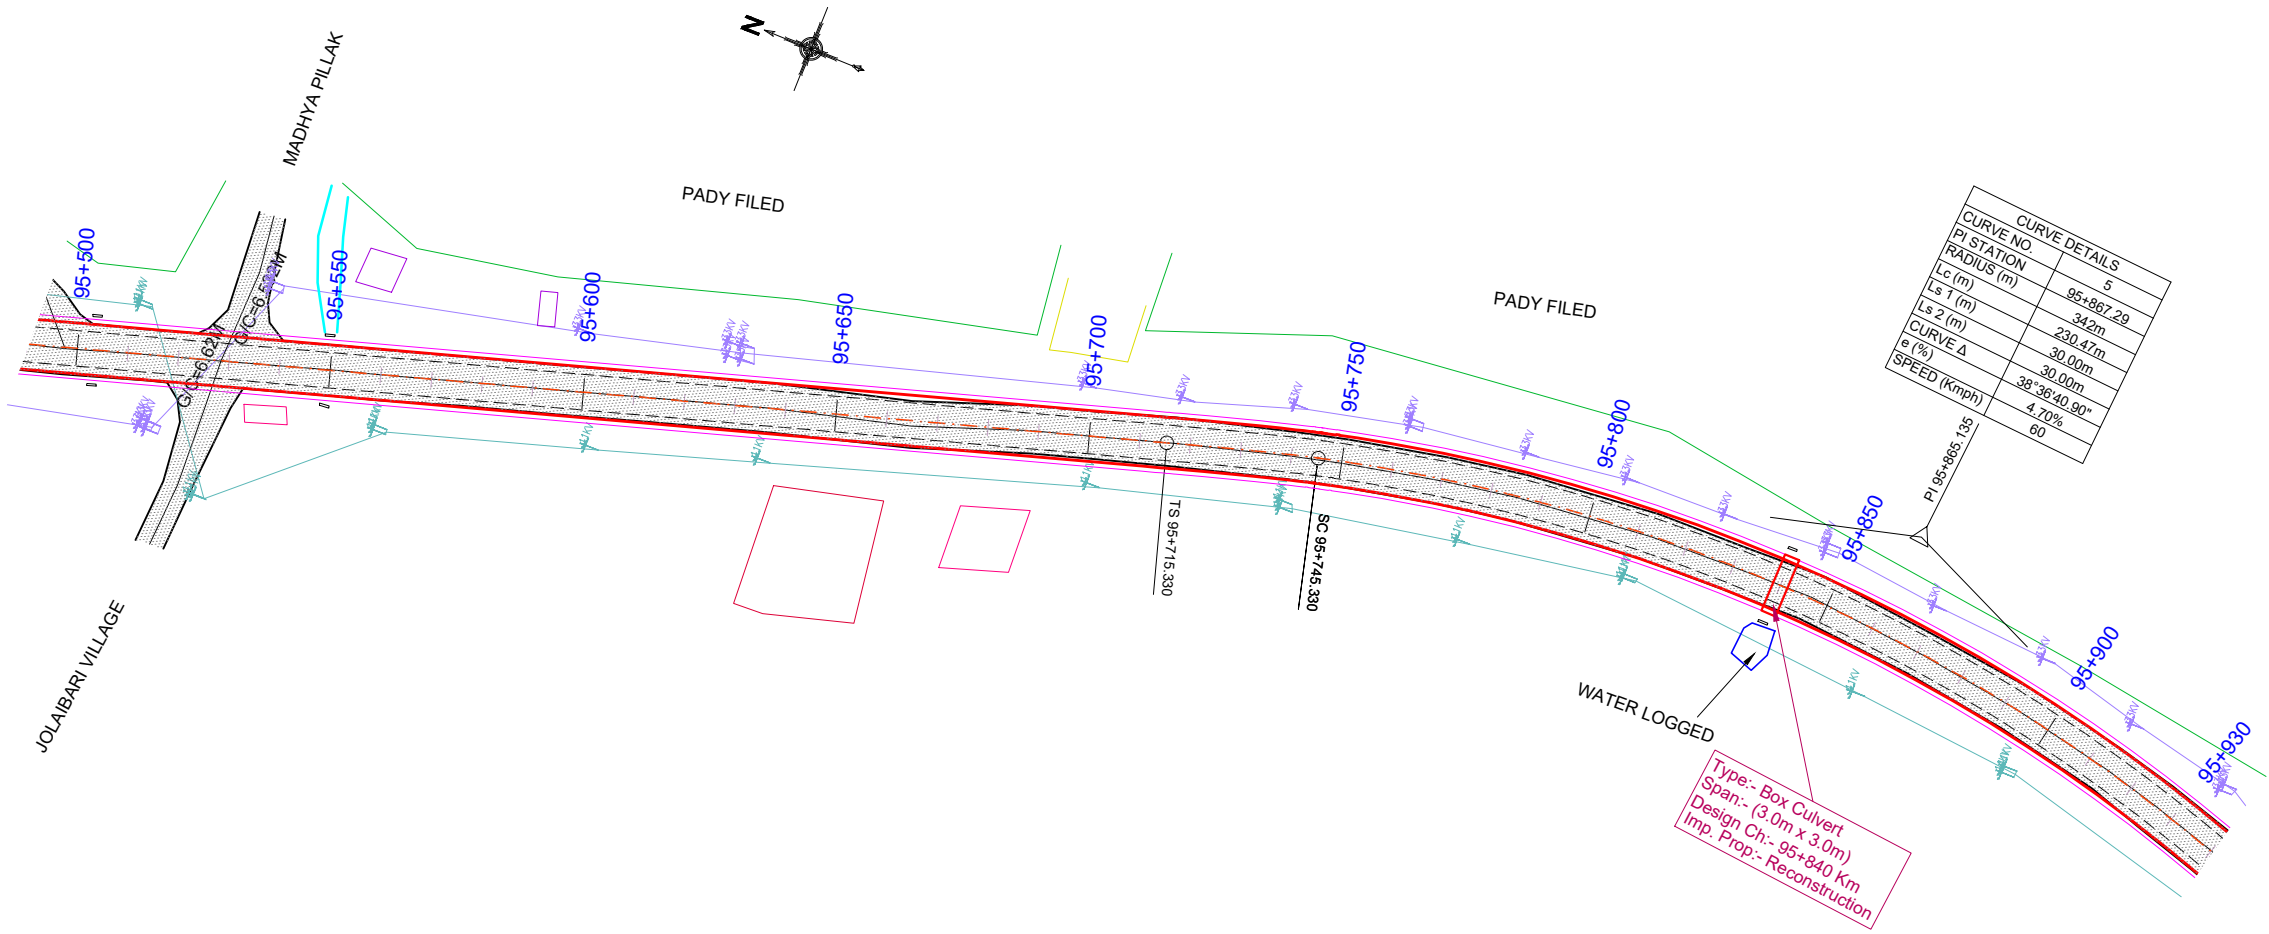 N
MADHYA PILLAK
PADY FILED
PADY FILED
95+500
95+550
95+600
95+650
95+700
95+750
95+800
95+850
95+900
95+930
G/C=6.62M
JOLAIBARI VILLAGE
TS 95+715.330
SC 95+745.330
PI 95+865.135
CURVE DETAILS
CURVE NO. 5
PI STATION 95+867.29
RADIUS (m) 342m
Lc (m) 230.47m
Ls 1 (m) 30.00m
Ls 2 (m) 30.00m
CURVE Δ 38°36'40.90"
e (%) 4.70%
SPEED (Kmph) 60
WATER LOGGED
Type:- Box Culvert
Span:- (3.0m x 3.0m)
Design Ch:- 95+840 Km
Imp. Prop:- Reconstruction